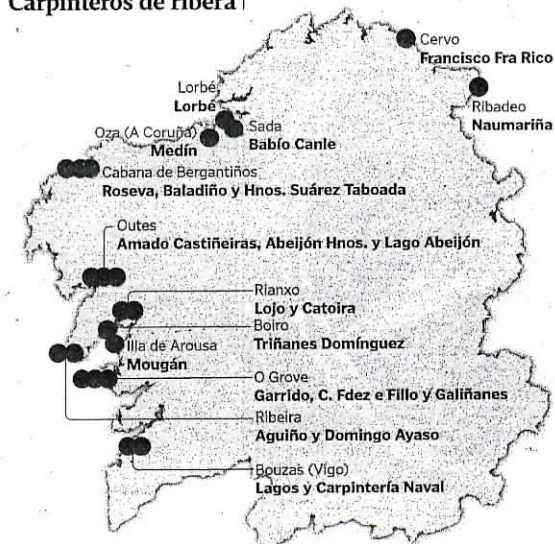 Carpinteros de ribera
Cervo
Francisco Fra Rico
Ribadeo
Naumariña
Lorbé
Lorbé
Sada
Babío Canle
Oza (A Coruña)
Medín
Cabana de Bergantiños
Roseva, Baladiño y Hnos. Suárez Taboada
Outes
Amado Castiñeiras, Abeijón Hnos. y Lago Abeijón
Rianxo
Lojo y Catoira
Boiro
Triñanes Domínguez
Illa de Arousa
Mougán
O Grove
Garrido, C. Fdez e Fillo y Galiñanes
Ribeira
Aguiño y Domingo Ayaso
Bouzas (Vigo)
Lagos y Carpintería Naval